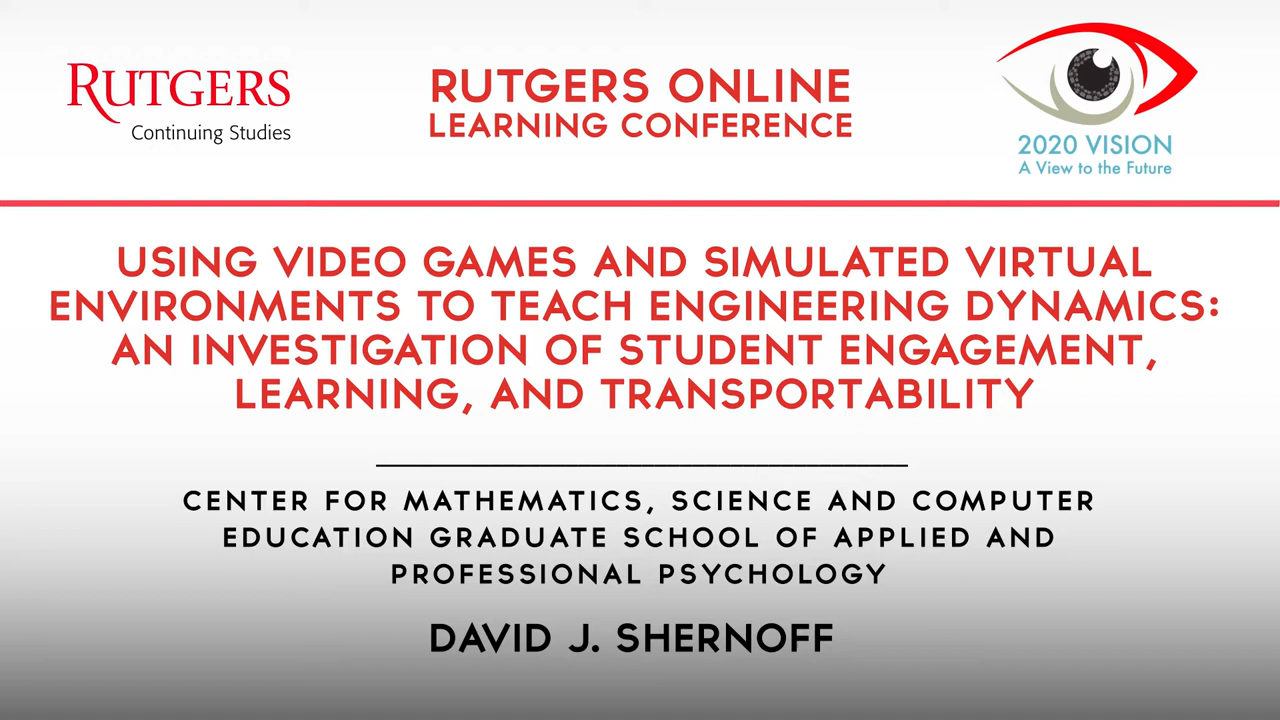 RUTGERS
Continuing Studies
RUTGERS ONLINE
LEARNING CONFERENCE
2020 VISION
A View to the Future
USING VIDEO GAMES AND SIMULATED VIRTUAL
ENVIRONMENTS TO TEACH ENGINEERING DYNAMICS:
AN INVESTIGATION OF STUDENT ENGAGEMENT,
LEARNING, AND TRANSPORTABILITY
CENTER FOR MATHEMATICS, SCIENCE AND COMPUTER
EDUCATION GRADUATE SCHOOL OF APPLIED AND
PROFESSIONAL PSYCHOLOGY
DAVID J. SHERNOFF